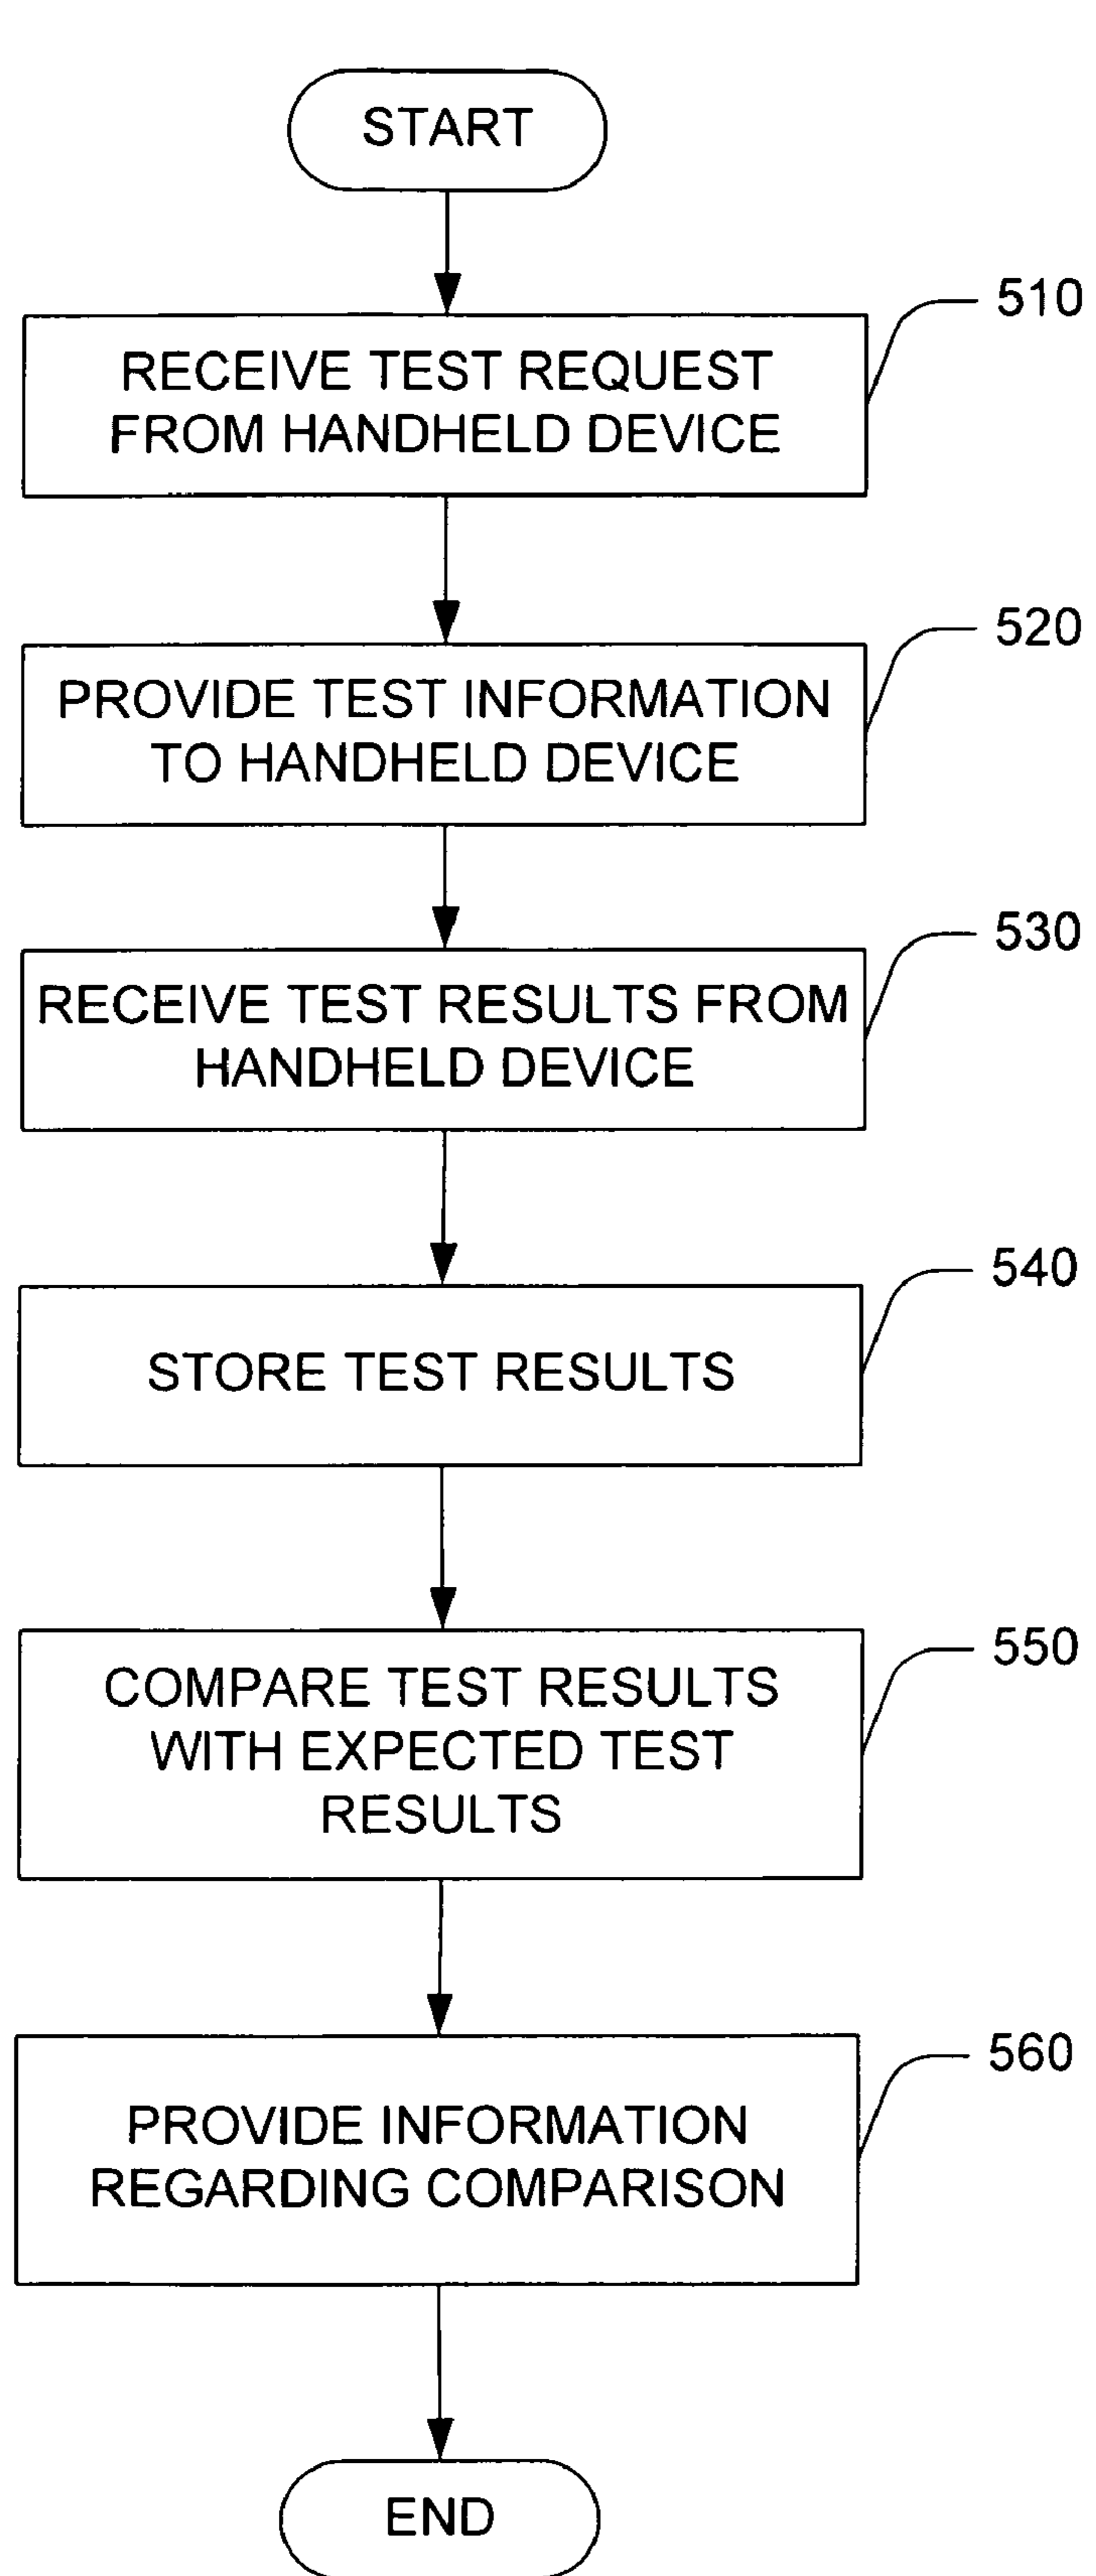 START
510
RECEIVE TEST REQUEST
FROM HANDHELD DEVICE
520
PROVIDE TEST INFORMATION
TO HANDHELD DEVICE
530
RECEIVE TEST RESULTS FROM
HANDHELD DEVICE
540
STORE TEST RESULTS
550
COMPARE TEST RESULTS
WITH EXPECTED TEST
RESULTS
560
PROVIDE INFORMATION
REGARDING COMPARISON
END